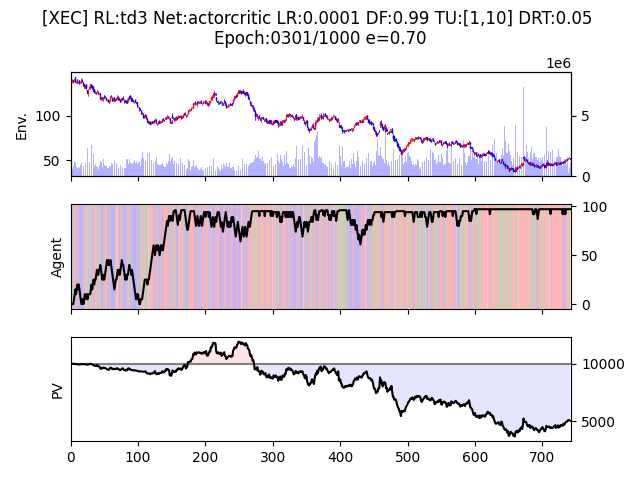 [XEC] RL:td3 Net:actorcritic LR:0.0001 DF:0.99 TU:[1,10] DRT:0.05
Epoch:0301/1000 e=0.70
1e6
Env.
100
50
5
0
Agent
100
50
0
PV
10000
5000
0 100 200 300 400 500 600 700